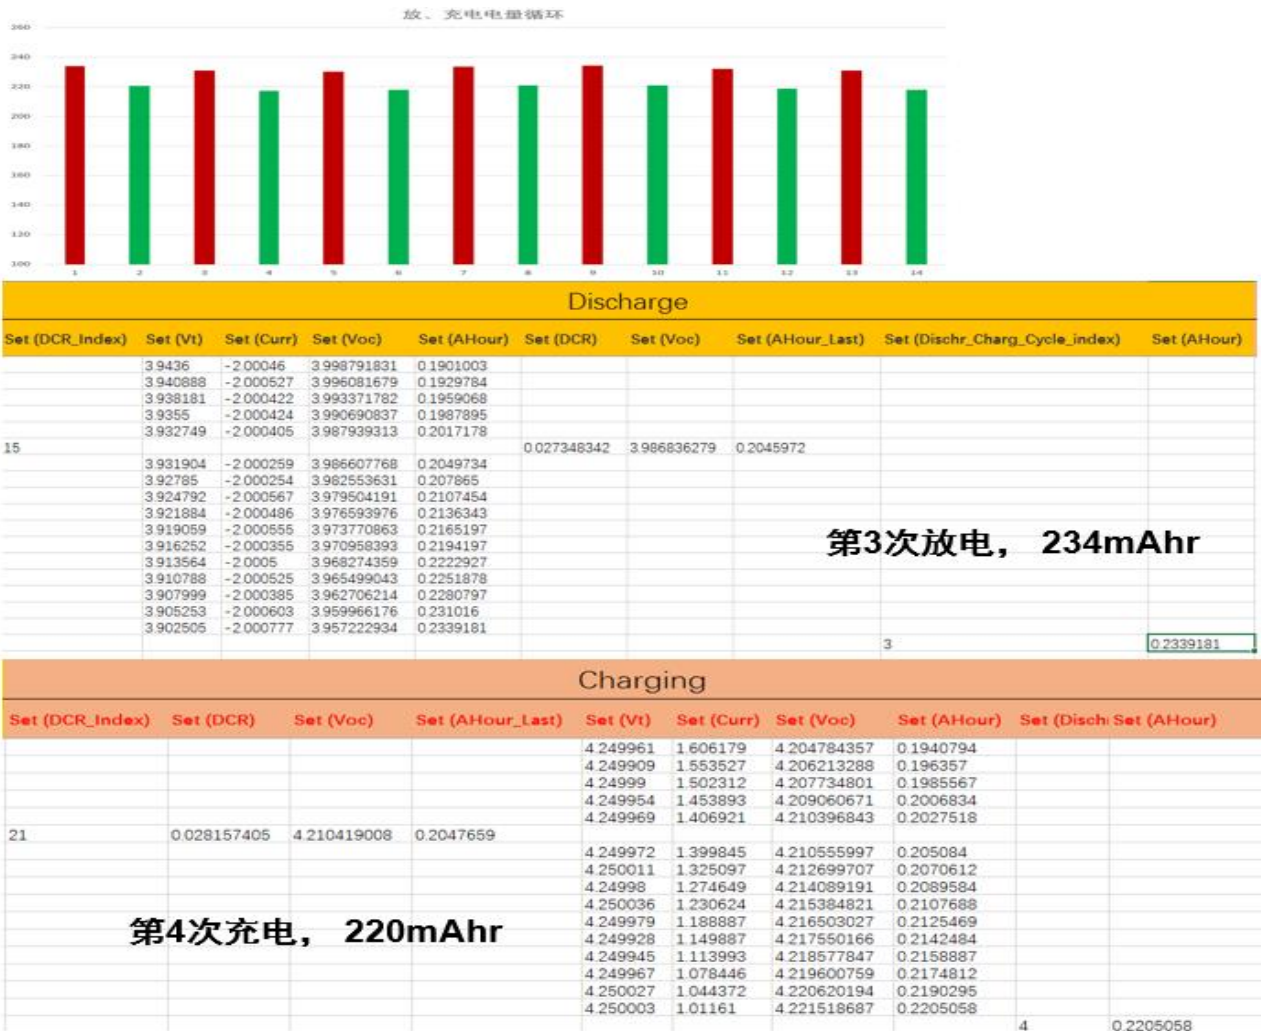 放、充电电量循环
260
240
220
200
180
160
140
120
100
1 2 3 4 5 6 7 8 9 10 11 12 13 14
Discharge
Set (DCR_Index) Set (Vt) Set (Curr) Set (Voc) Set (AHour) Set (DCR) Set (Voc) Set (AHour_Last) Set (Dischr_Charg_Cycle_index) Set (AHour)
3.9436 -2.00046 3.998791831 0.1901003
3.940888 -2.000527 3.996081679 0.1929784
3.938181 -2.000422 3.993371782 0.1959068
3.9355 -2.000424 3.990690837 0.1987895
3.932749 -2.000405 3.987939313 0.2017178
15 0.027348342 3.986836279 0.2045972
3.931904 -2.000259 3.986607768 0.2049734
3.92785 -2.000254 3.982553631 0.207865
3.924792 -2.000567 3.979504191 0.2107454
3.921884 -2.000486 3.976593976 0.2136343
3.919059 -2.000555 3.973770863 0.2165197
3.916252 -2.000355 3.970958393 0.2194197
3.913564 -2.0005 3.968274359 0.2222927
3.910788 -2.000525 3.965499043 0.2251878
3.907999 -2.000385 3.962706214 0.2280797
3.905253 -2.000603 3.959966176 0.231016
3.902505 -2.000777 3.957222934 0.2339181
第3次放电， 234mAhr
3 0.2339181
Charging
Set (DCR_Index) Set (DCR) Set (Voc) Set (AHour_Last) Set (Vt) Set (Curr) Set (Voc) Set (AHour) Set (Disch Set (AHour)
4.249961 1.606179 4.204784357 0.1940794
4.249909 1.553527 4.206213288 0.196357
4.24999 1.502312 4.207734801 0.1985567
4.249954 1.453893 4.209060671 0.2006834
4.249969 1.406921 4.210396843 0.2027518
21 0.028157405 4.210419008 0.2047659
4.249972 1.399845 4.210555997 0.205084
4.250011 1.325097 4.212699707 0.2070612
4.24998 1.274649 4.214089191 0.2089584
4.250036 1.230624 4.215384821 0.2107688
4.249979 1.188887 4.216503027 0.2125469
4.249928 1.149887 4.217550166 0.2142484
4.249945 1.113993 4.218577847 0.2158887
4.249967 1.078446 4.219600759 0.2174812
4.250027 1.044372 4.220620194 0.2190295
4.250003 1.01161 4.221518687 0.2205058
第4次充电， 220mAhr
4 0.2205058